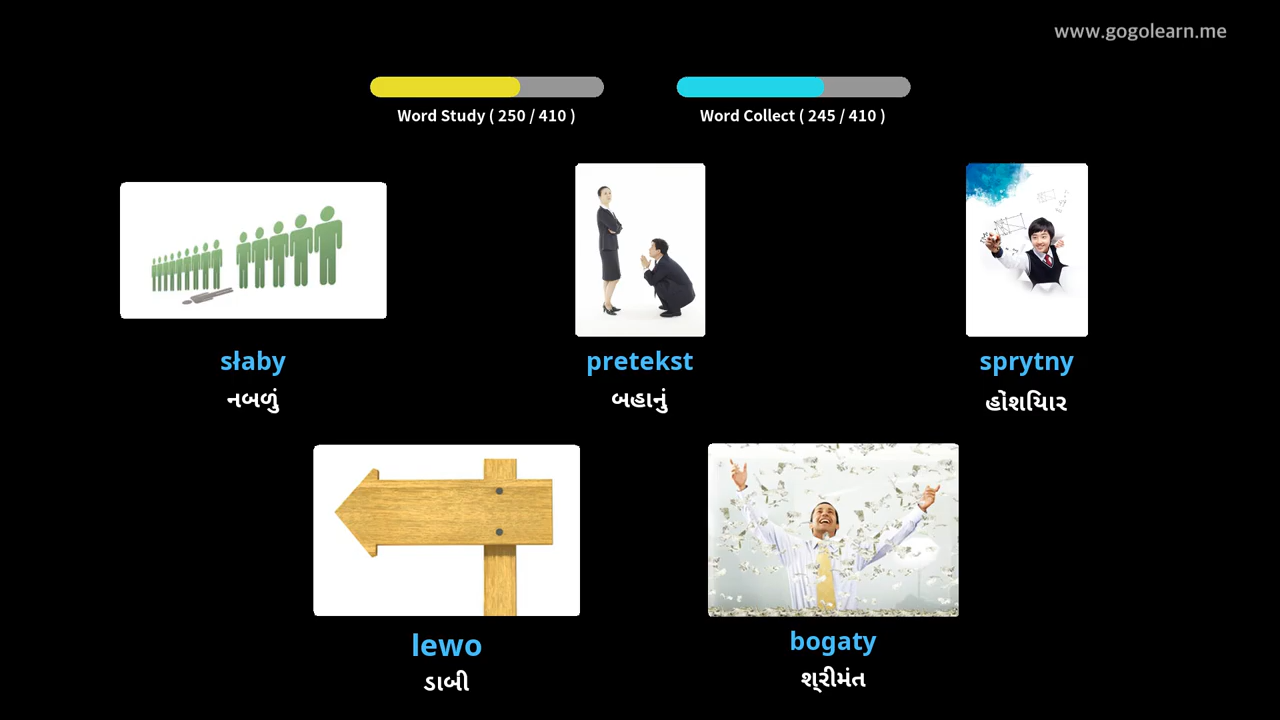 www.gogolearn.me
Word Study ( 250 / 410 )
Word Collect ( 245 / 410 )
słaby
નબળું
pretekst
બહાનું
sprytny
હોંશિયાર
lewo
ડાબી
bogaty
શ્રીમંત